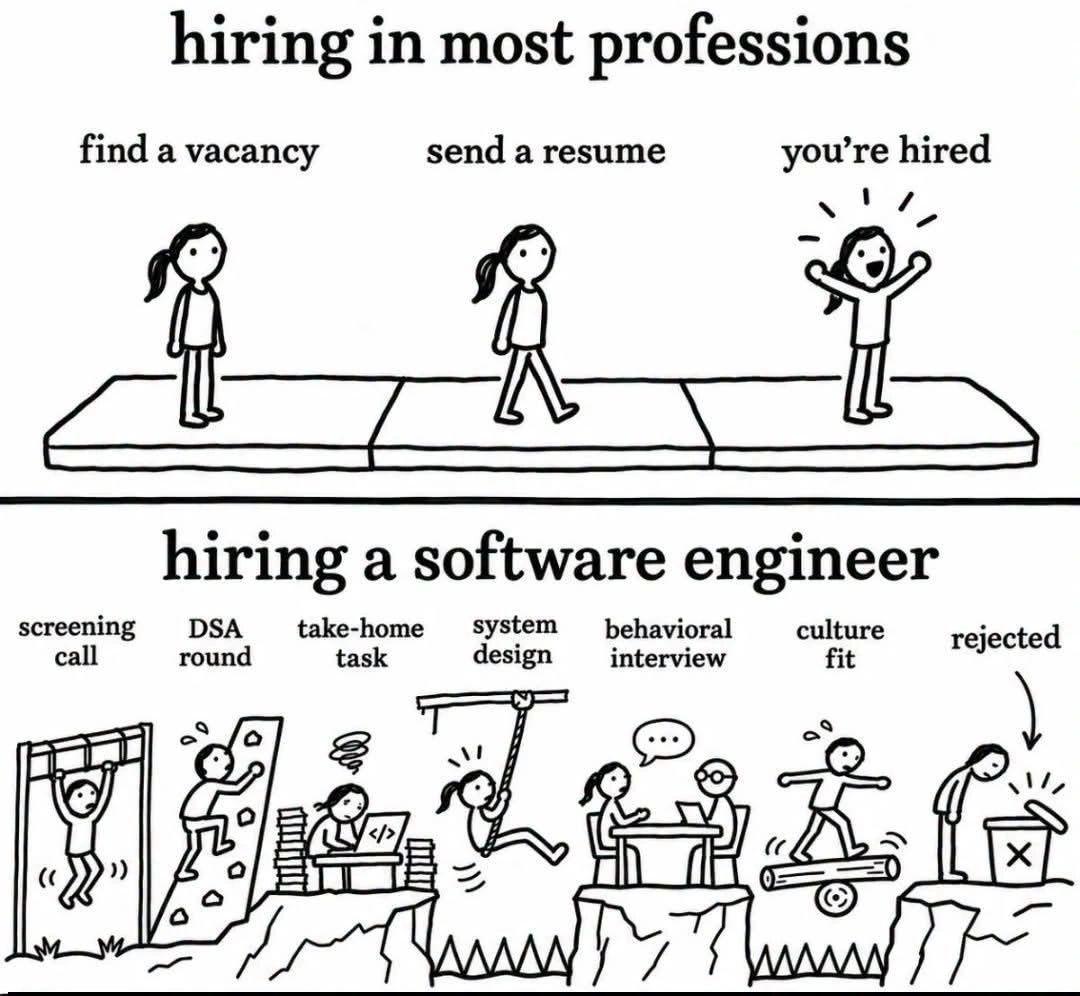 hiring in most professions
find a vacancy
send a resume
you're hired
hiring a software engineer
screening
call
DSA
round
take-home
task
system
design
behavioral
interview
culture
fit
rejected
...
</>
X